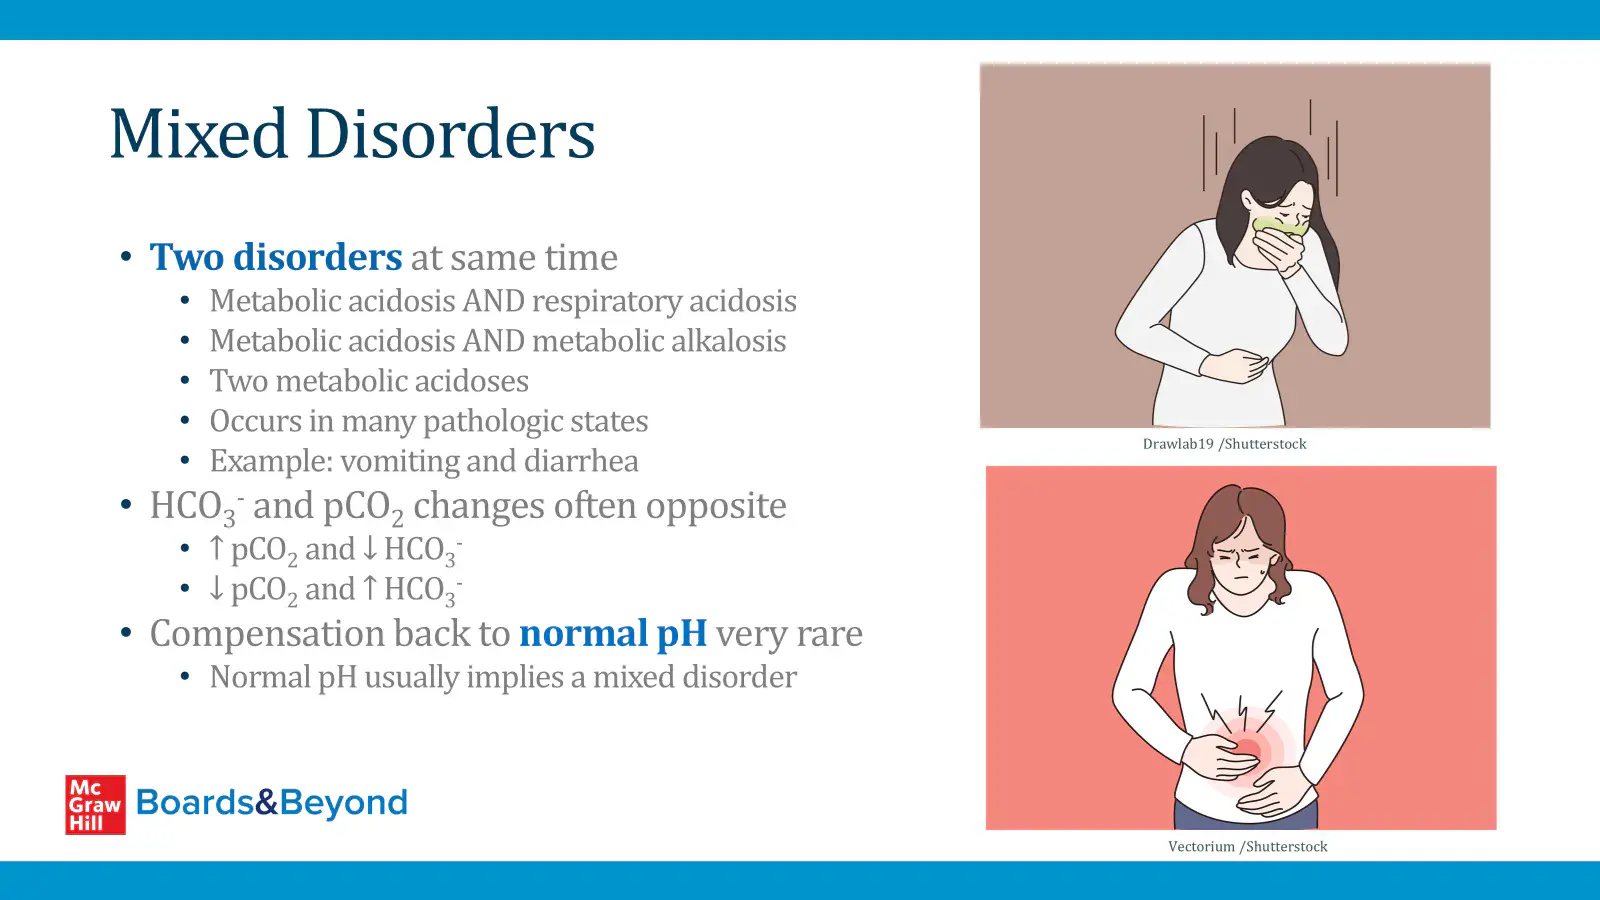 Mixed Disorders
• Two disorders at same time
• Metabolic acidosis AND respiratory acidosis
• Metabolic acidosis AND metabolic alkalosis
• Two metabolic acidoses
• Occurs in many pathologic states
• Example: vomiting and diarrhea
• HCO₃⁻ and pCO₂ changes often opposite
• ↑pCO₂ and ↓HCO₃⁻
• ↓pCO₂ and ↑HCO₃⁻
• Compensation back to normal pH very rare
• Normal pH usually implies a mixed disorder
Drawlab19 /Shutterstock
Vectorium /Shutterstock
Mc
Graw
Hill
Boards&Beyond